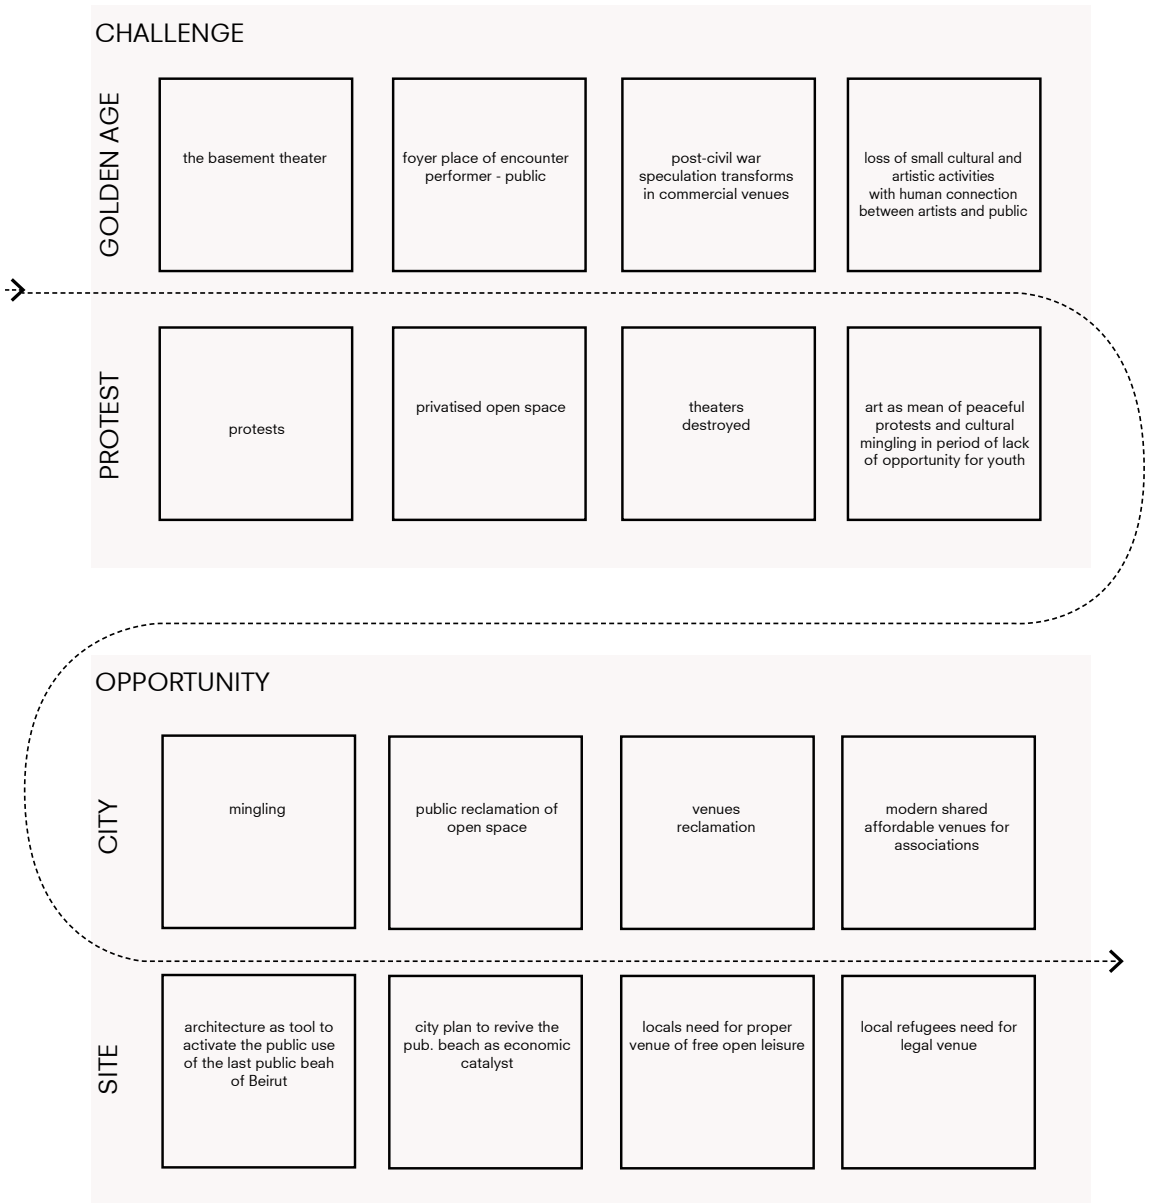 CHALLENGE
GOLDEN AGE
the basement theater
foyer place of encounter
performer - public
post-civil war
speculation transforms
in commercial venues
loss of small cultural and
artistic activities
with human connection
between artists and public
PROTEST
protests
privatised open space
theaters
destroyed
art as mean of peaceful
protests and cultural
mingling in period of lack
of opportunity for youth
OPPORTUNITY
CITY
mingling
public reclamation of
open space
venues
reclamation
modern shared
affordable venues for
associations
SITE
architecture as tool to
activate the public use
of the last public beah
of Beirut
city plan to revive the
pub. beach as economic
catalyst
locals need for proper
venue of free open leisure
local refugees need for
legal venue